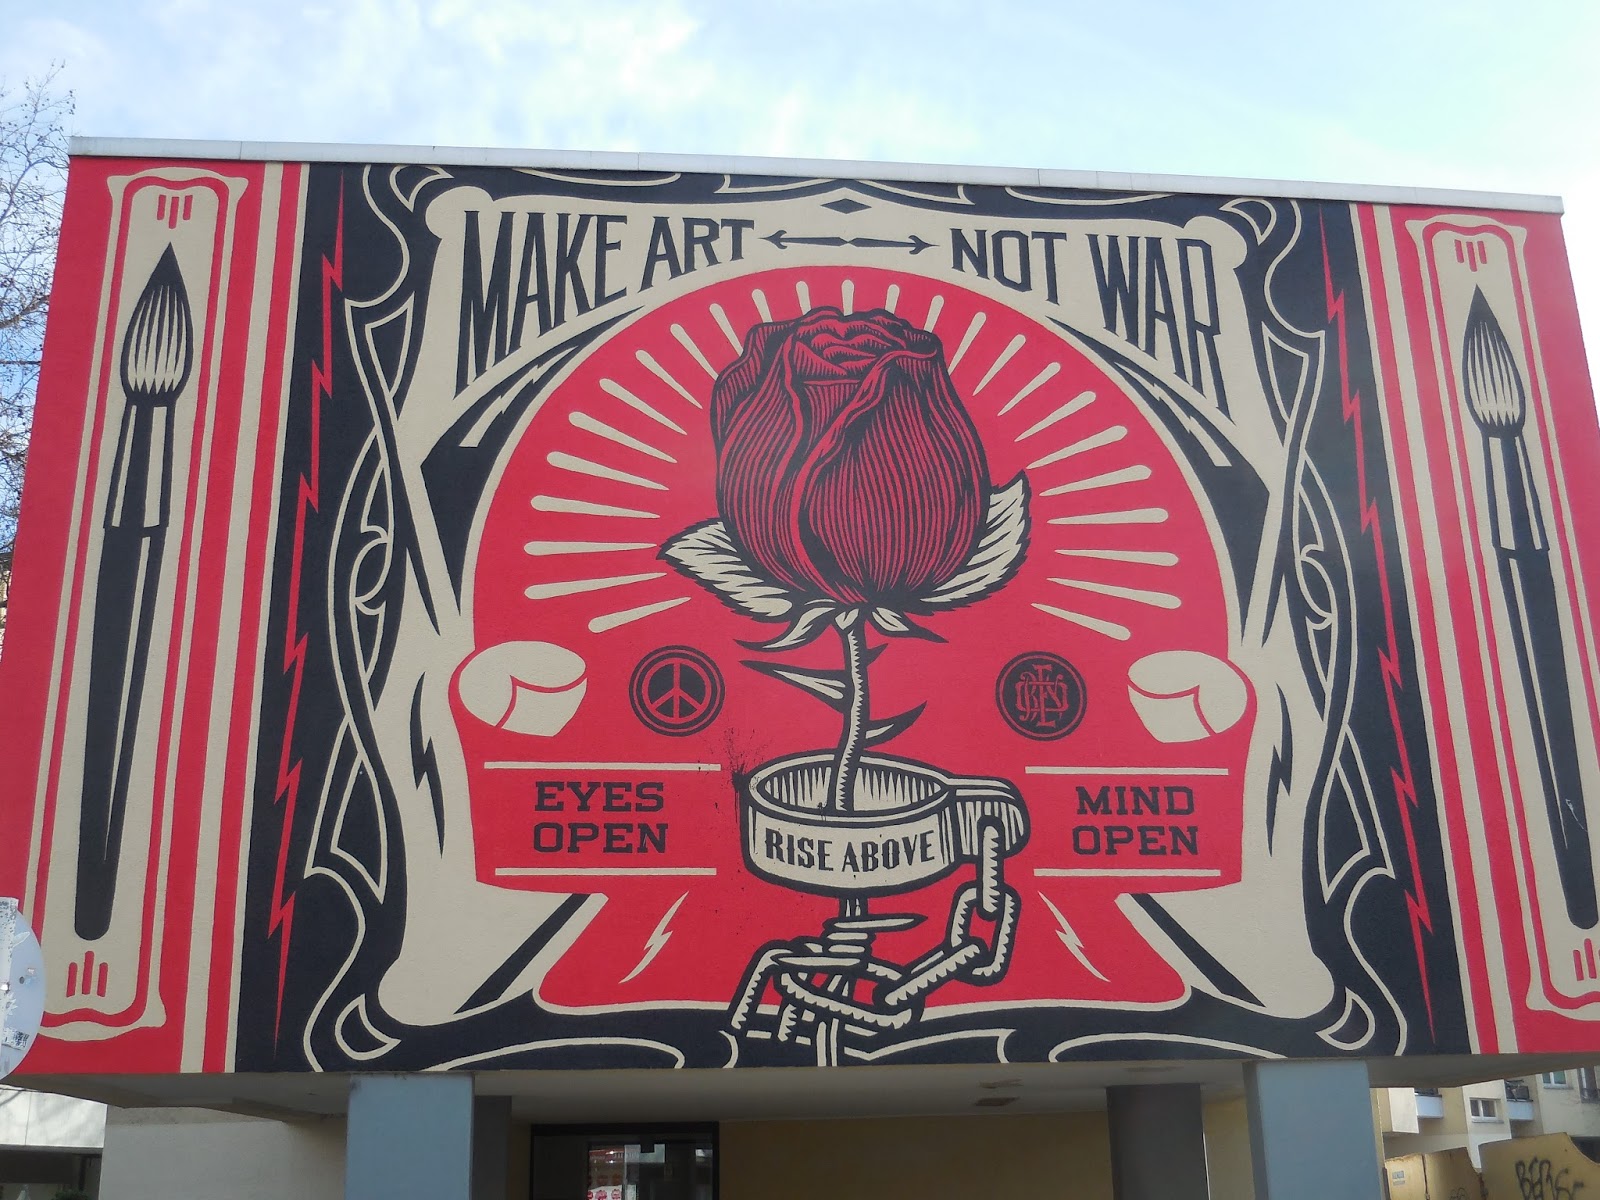 MAKE ART NOT WAR
EYES
OPEN
MIND
OPEN
RISE ABOVE